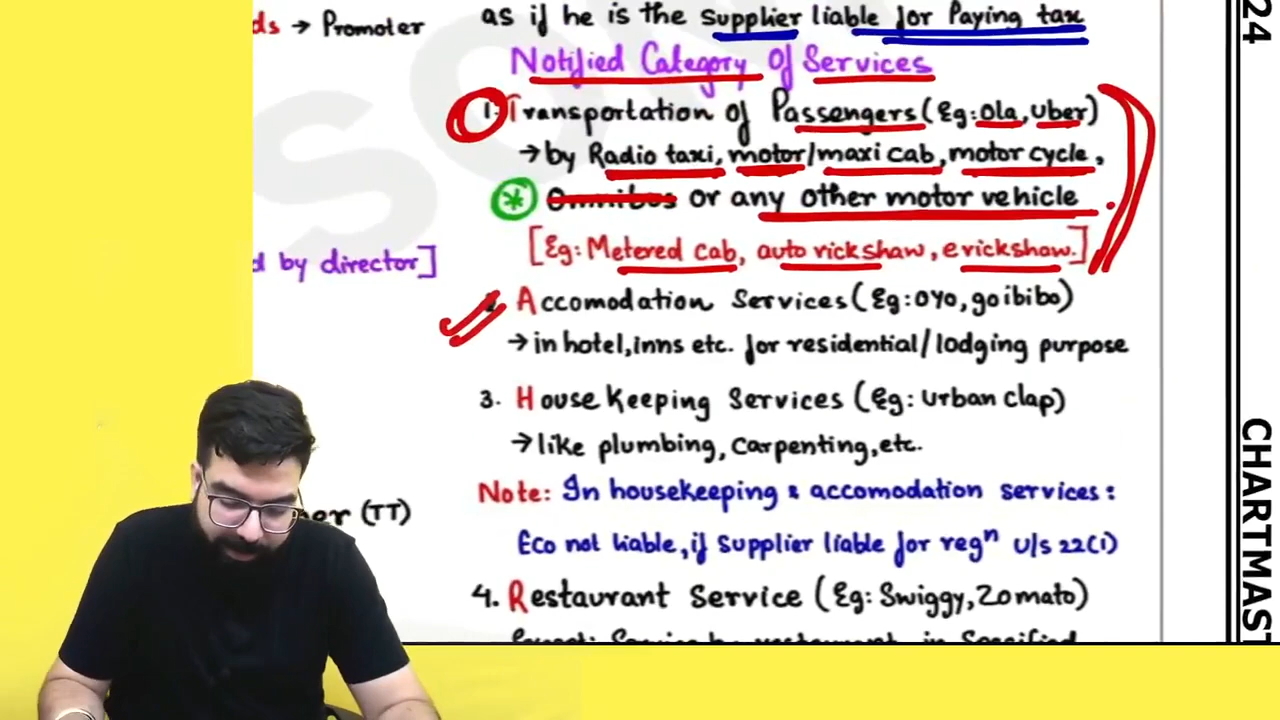 ds → Promoter
d by director]
er (TT)
as if he is the supplier liable for Paying tax
Notified Category Of Services
1. Transportation of Passengers (Eg: Ola, Uber)
→ by Radio taxi, motor/maxi cab, motor cycle,
* Omnibus or any other motor vehicle.
[Eg: Metered cab, auto rickshaw, erickshaw.]
Accomodation Services (Eg: OYO, goibibo)
→ in hotel, inns etc. for residential/lodging purpose
3. House Keeping Services (Eg: Urban clap)
→ like plumbing, carpenting, etc.
Note: In housekeeping & accomodation services:
Eco not liable, if supplier liable for regⁿ u/s 22(1)
4. Restaurant Service (Eg: Swiggy, Zomato)
24
CHARTMAST